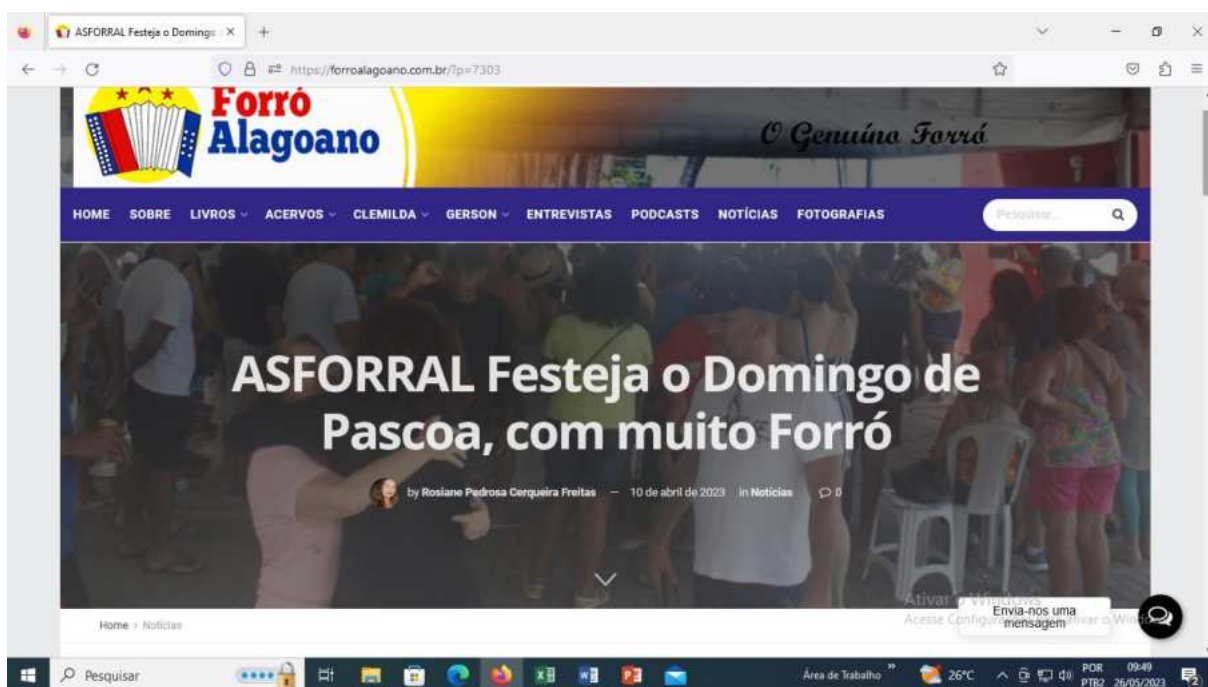 ASFORRAL Festeja o Domingo
https://forroalagoano.com.br/?p=7303
Forró
Alagoano
O Genuíno Forró
HOME SOBRE LIVROS ACERVOS CLEMILDA GERSON ENTREVISTAS PODCASTS NOTÍCIAS FOTOGRAFIAS
Pesquisar...
ASFORRAL Festeja o Domingo de
Pascoa, com muito Forró
by Rosiane Pedrosa Cerqueira Freitas — 10 de abril de 2023 in Notícias 0
Ativar o Windows
Envia-nos uma
mensagem
Home > Notícias
Pesquisar
Área de Trabalho
26°C
POR
PTB2
09:49
26/05/2023
2